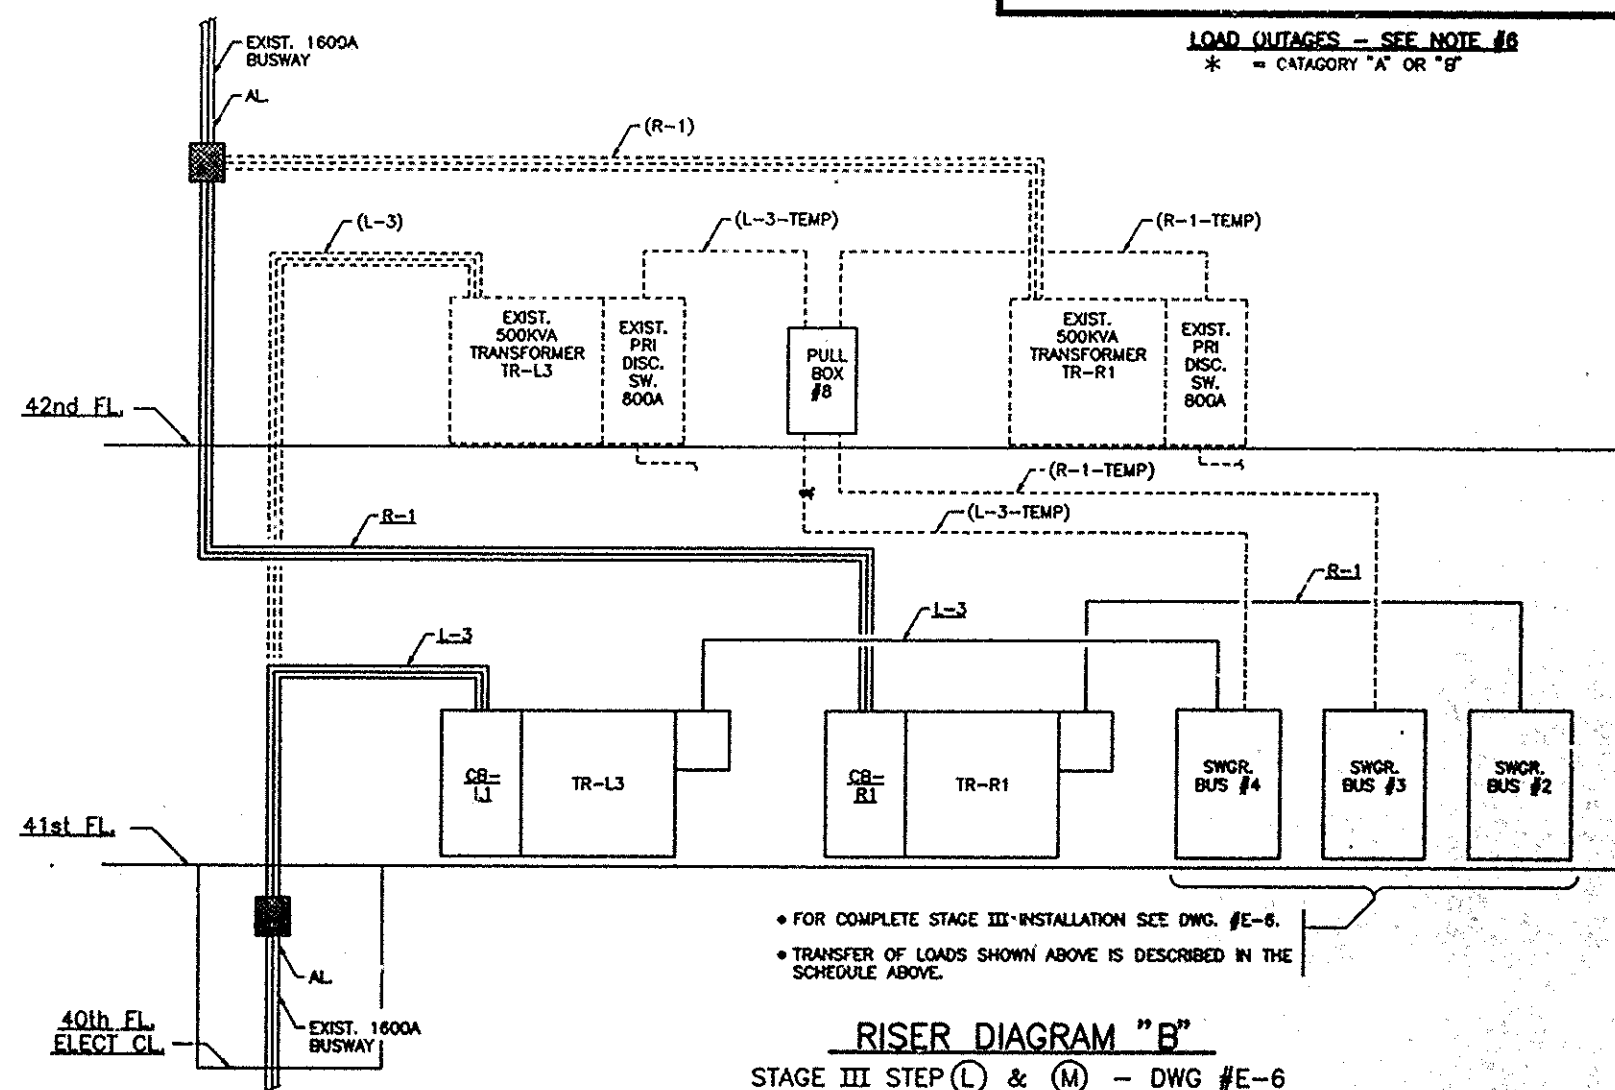 LOAD OUTAGES - SEE NOTE #6
* = CATAGORY "A" OR "B"
EXIST. 1600A
BUSWAY
AL.
(R-1)
(L-3)
(L-3-TEMP)
(R-1-TEMP)
EXIST.
500KVA
TRANSFORMER
TR-L3
EXIST.
PRI
DISC.
SW.
800A
PULL
BOX
#8
EXIST.
500KVA
TRANSFORMER
TR-R1
EXIST.
PRI
DISC.
SW.
800A
42nd FL.
(R-1-TEMP)
(L-3-TEMP)
R-1
R-1
L-3
L-3
CB-
L1
TR-L3
CB-
R1
TR-R1
SWGR.
BUS #4
SWGR.
BUS #3
SWGR.
BUS #2
41st FL.
• FOR COMPLETE STAGE III INSTALLATION SEE DWG. #E-6.
• TRANSFER OF LOADS SHOWN ABOVE IS DESCRIBED IN THE
SCHEDULE ABOVE.
AL.
EXIST. 1600A
BUSWAY
40th FL.
ELECT CL.
RISER DIAGRAM "B"
STAGE III STEP (L) & (M) - DWG #E-6